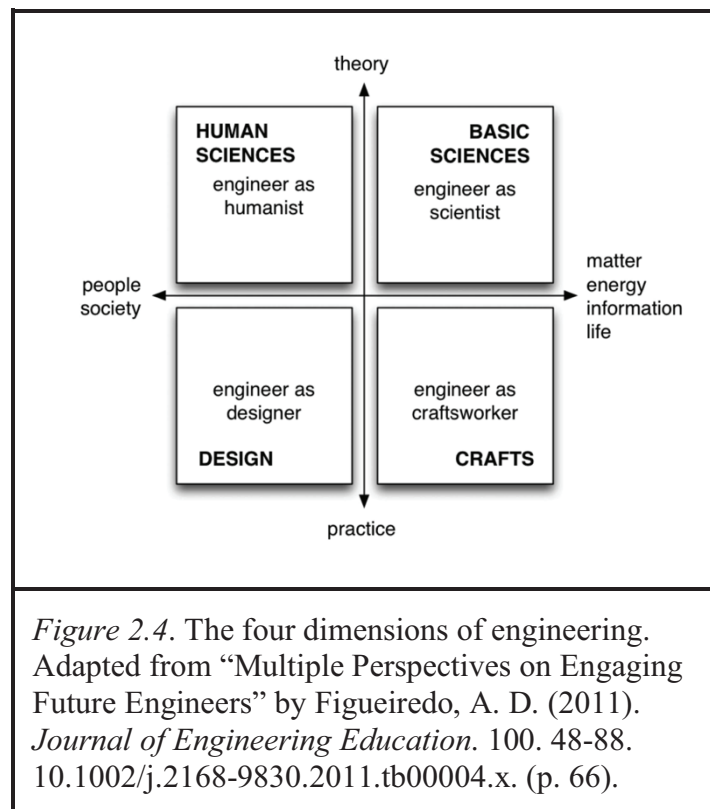 theory
HUMAN
SCIENCES
engineer as
humanist
BASIC
SCIENCES
engineer as
scientist
people
society
matter
energy
information
life
engineer as
designer
DESIGN
engineer as
craftsworker
CRAFTS
practice
Figure 2.4. The four dimensions of engineering.
Adapted from “Multiple Perspectives on Engaging
Future Engineers” by Figueiredo, A. D. (2011).
Journal of Engineering Education. 100. 48-88.
10.1002/j.2168-9830.2011.tb00004.x. (p. 66).